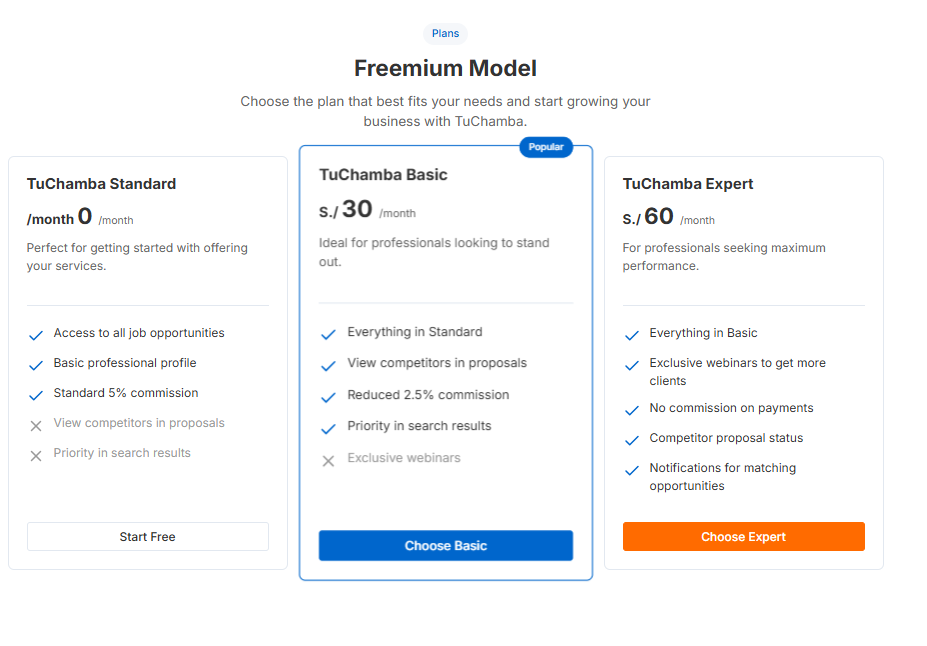 Plans
Freemium Model
Choose the plan that best fits your needs and start growing your
business with TuChamba.
TuChamba Standard
/month 0 /month
Perfect for getting started with offering
your services.
Access to all job opportunities
Basic professional profile
Standard 5% commission
View competitors in proposals
Priority in search results
Start Free
Popular
TuChamba Basic
S./ 30 /month
Ideal for professionals looking to stand
out.
Everything in Standard
View competitors in proposals
Reduced 2.5% commission
Priority in search results
Exclusive webinars
Choose Basic
TuChamba Expert
S./ 60 /month
For professionals seeking maximum
performance.
Everything in Basic
Exclusive webinars to get more
clients
No commission on payments
Competitor proposal status
Notifications for matching
opportunities
Choose Expert